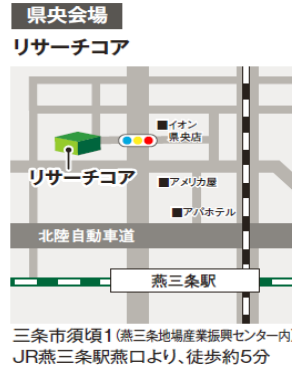 県央会場
リサーチコア
■イオン
県央店
リサーチコア
■アメリカ屋
■アパホテル
北陸自動車道
燕三条駅
三条市須頃1(燕三条地場産業振興センター内)
JR燕三条駅燕口より、徒歩約5分